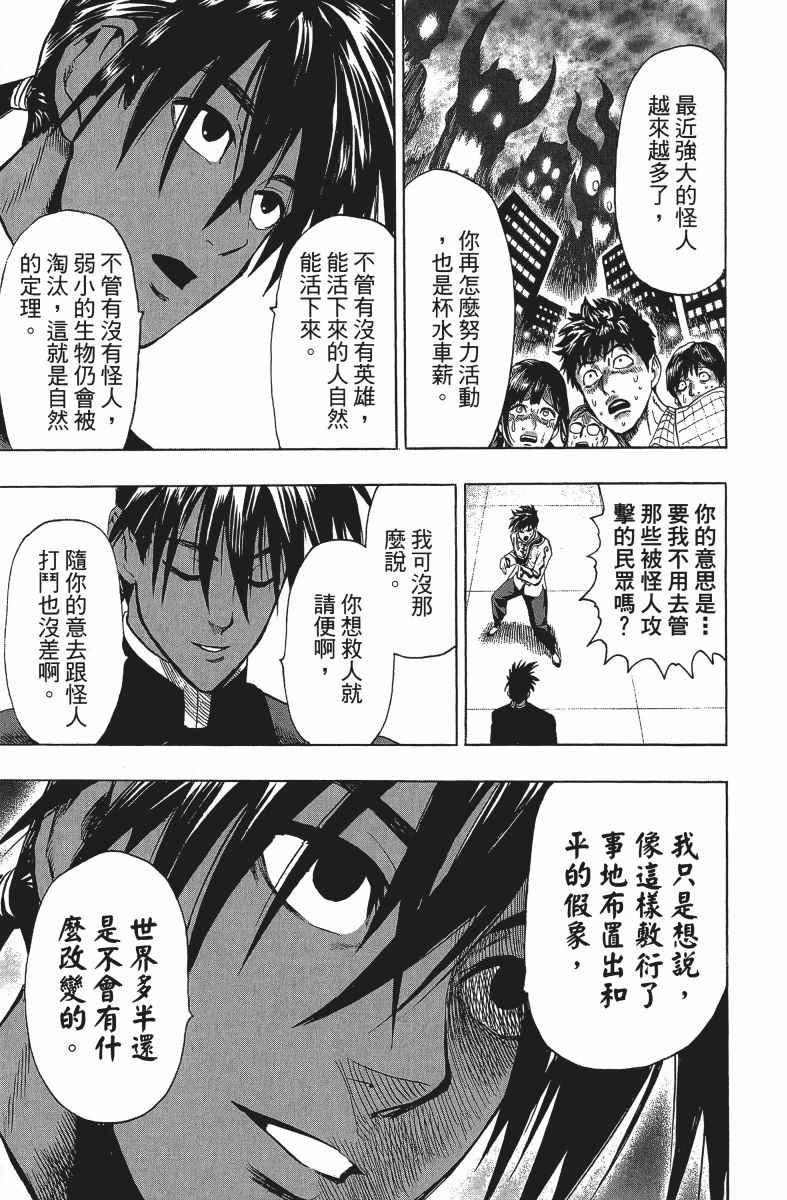 最近強大的怪人
越來越多了，
你再怎麼努力活動
，也是杯水車薪。
不管有沒有英雄，
能活下來的人自然
能活下來。
不管有沒有怪人，
弱小的生物仍會被
淘汰，這就是自然
的定理。
你的意思是…
要我不用去管
那些被怪人攻
擊的民眾嗎？
我可沒那
麼說。
你想救人就
請便啊，
隨你的意去跟怪人
打鬥也沒差啊。
我只是想說，
像這樣敷衍了
事地布置出和
平的假象，
世界多半還
是不會有什
麼改變的。